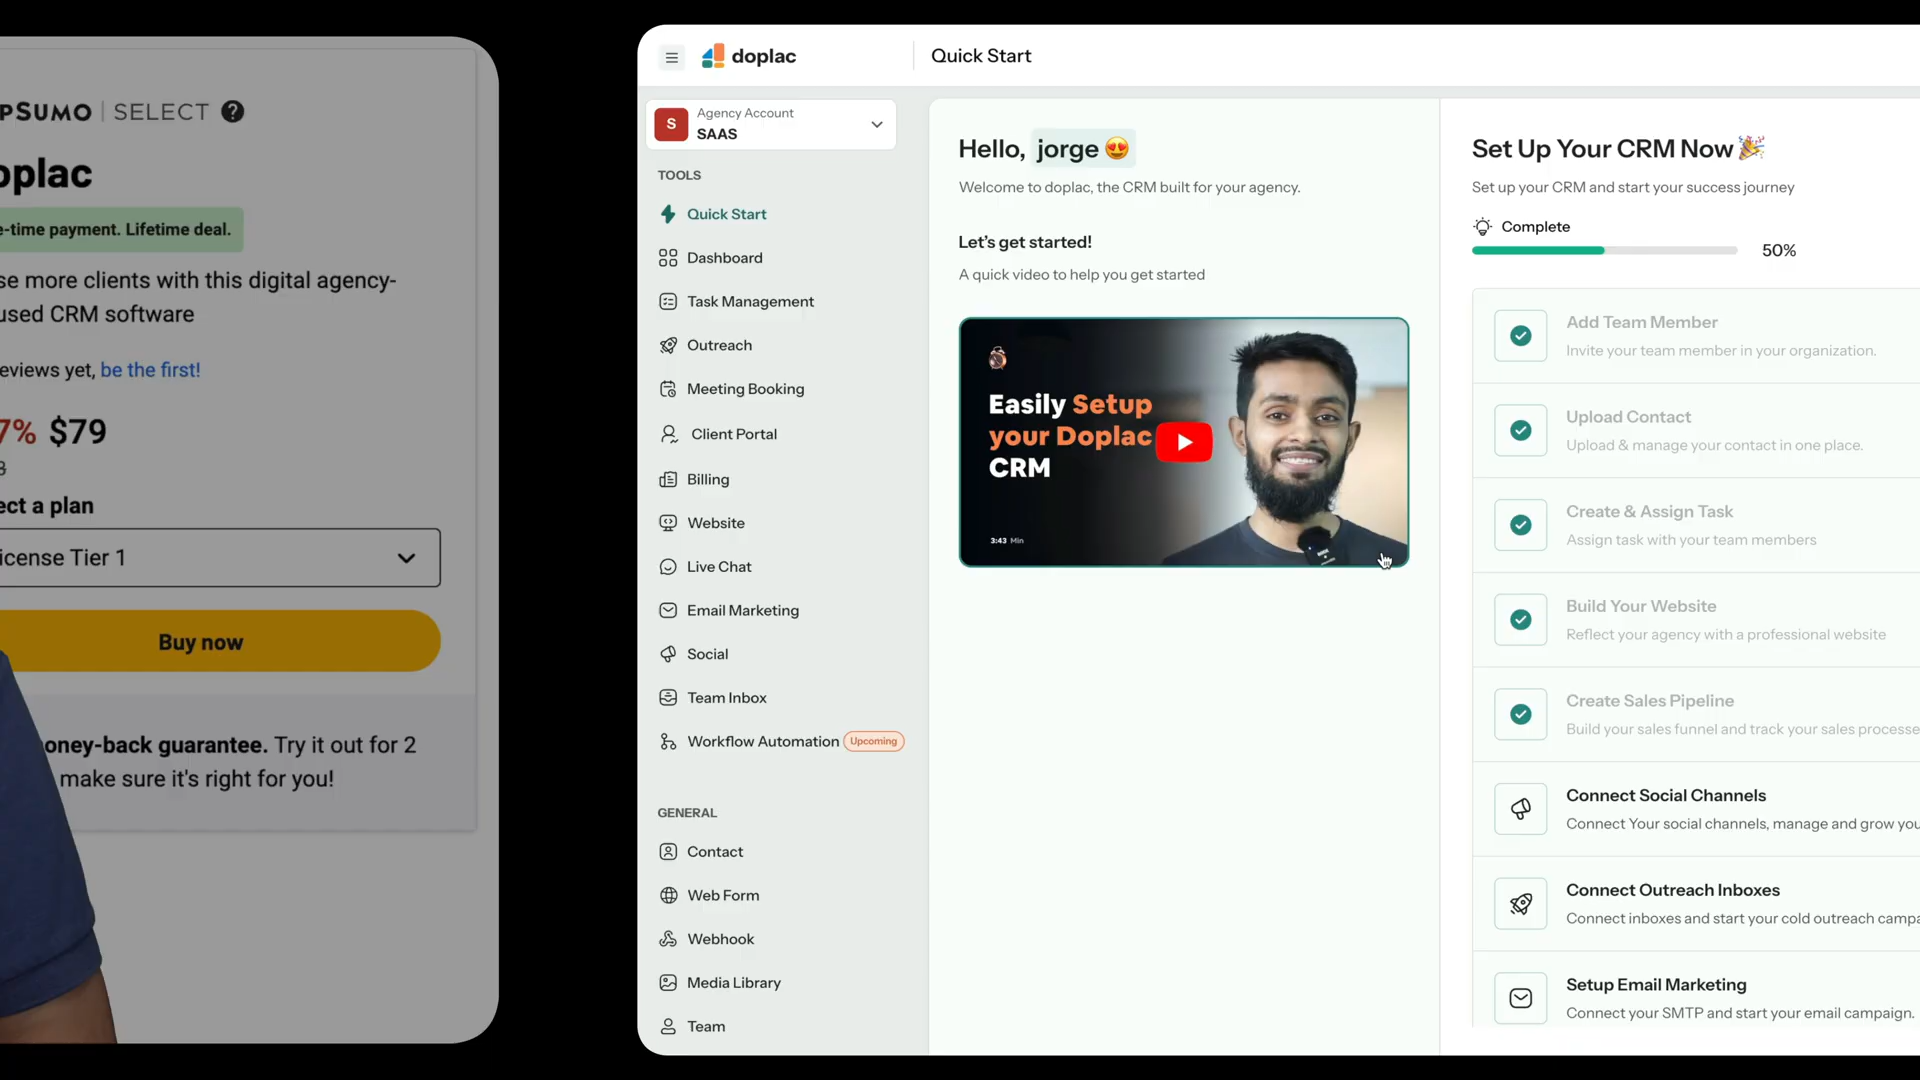 PSUMO | SELECT ?
oplac
e-time payment. Lifetime deal.
se more clients with this digital agency-
used CRM software
eviews yet, be the first!
7% $79
ect a plan
icense Tier 1
Buy now
oney-back guarantee. Try it out for 2
make sure it's right for you!
doplac
Quick Start
S
Agency Account
SAAS
TOOLS
Quick Start
Dashboard
Task Management
Outreach
Meeting Booking
Client Portal
Billing
Website
Live Chat
Email Marketing
Social
Team Inbox
Workflow Automation Upcoming
GENERAL
Contact
Web Form
Webhook
Media Library
Team
Hello, jorge 😍
Welcome to doplac, the CRM built for your agency.
Let's get started!
A quick video to help you get started
Easily Setup
your Doplac
CRM
3:43 Min
Set Up Your CRM Now 🎉
Set up your CRM and start your success journey
Complete
50%
Add Team Member
Invite your team member in your organization.
Upload Contact
Upload & manage your contact in one place.
Create & Assign Task
Assign task with your team members
Build Your Website
Reflect your agency with a professional website
Create Sales Pipeline
Build your sales funnel and track your sales processe
Connect Social Channels
Connect Your social channels, manage and grow you
Connect Outreach Inboxes
Connect inboxes and start your cold outreach campa
Setup Email Marketing
Connect your SMTP and start your email campaign.